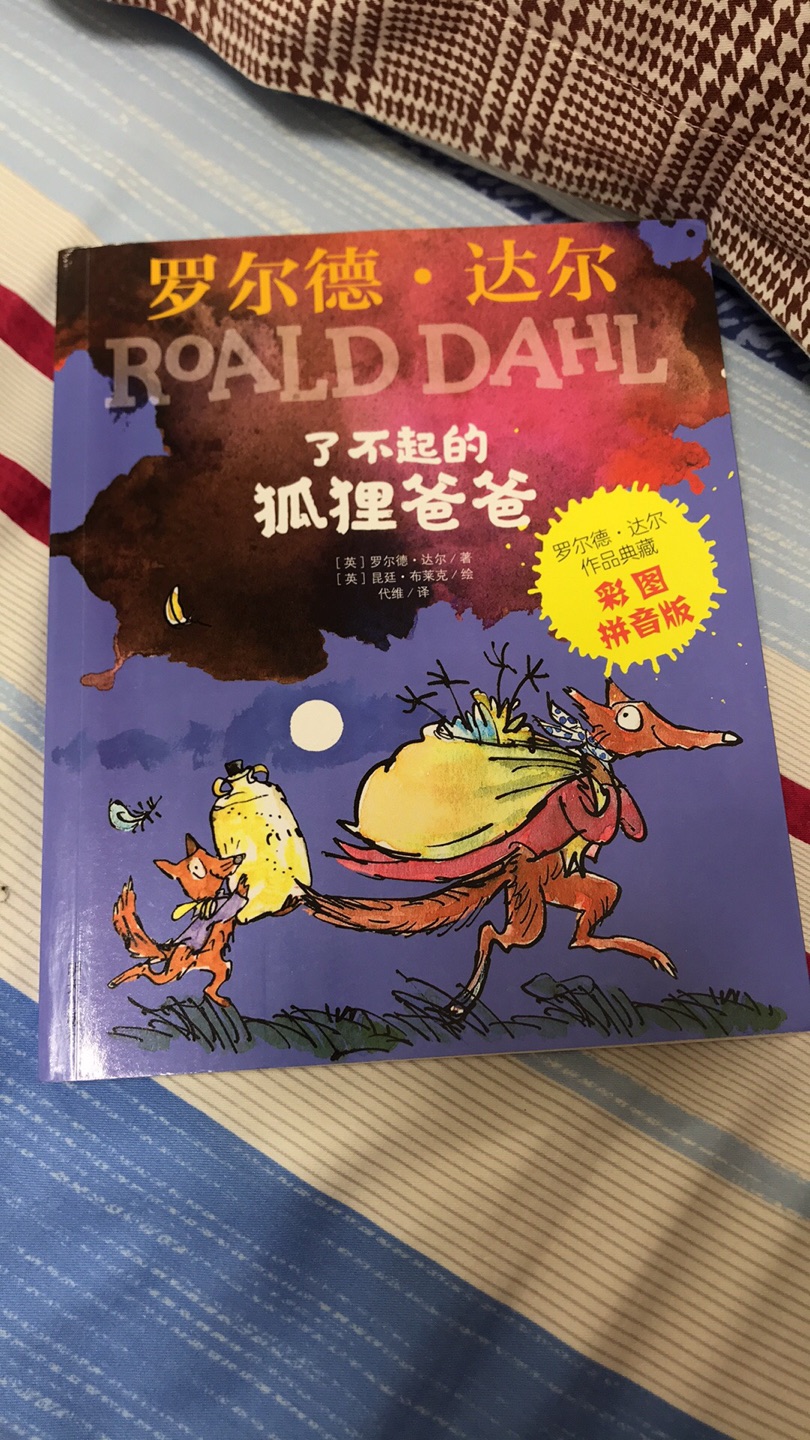 罗尔德·达尔
ROALD DAHL
了不起的
狐狸爸爸
［英］罗尔德·达尔／著
［英］昆廷·布莱克／绘
代维／译
罗尔德·达尔
作品典藏
彩图
拼音版